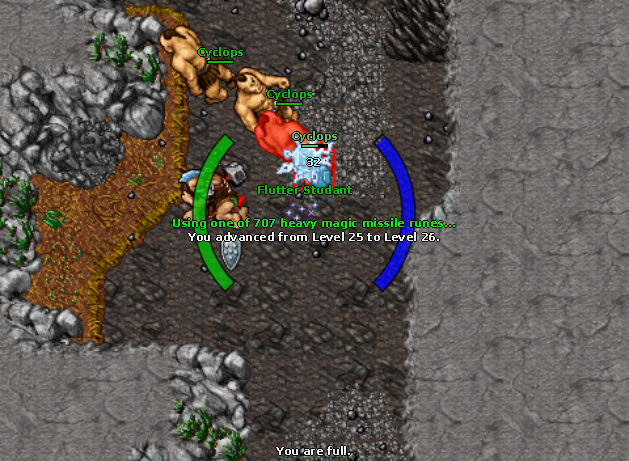 Cyclops
Cyclops
Cyclops
32
Flutter Studant
Using one of 707 heavy magic missile runes...
You advanced from Level 25 to Level 26.
You are full.